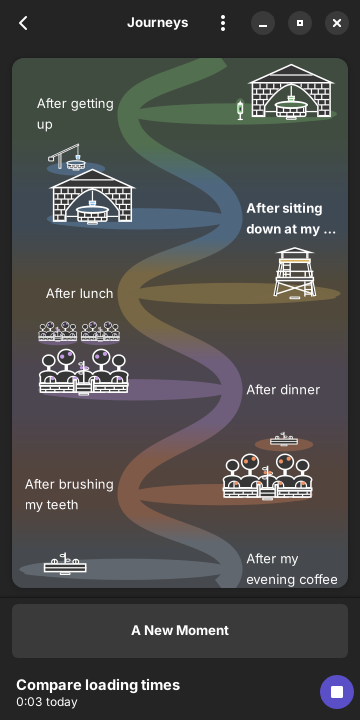 Journeys
After getting
up
After sitting
down at my ...
After lunch
After dinner
After brushing
my teeth
After my
evening coffee
A New Moment
Compare loading times
0:03 today